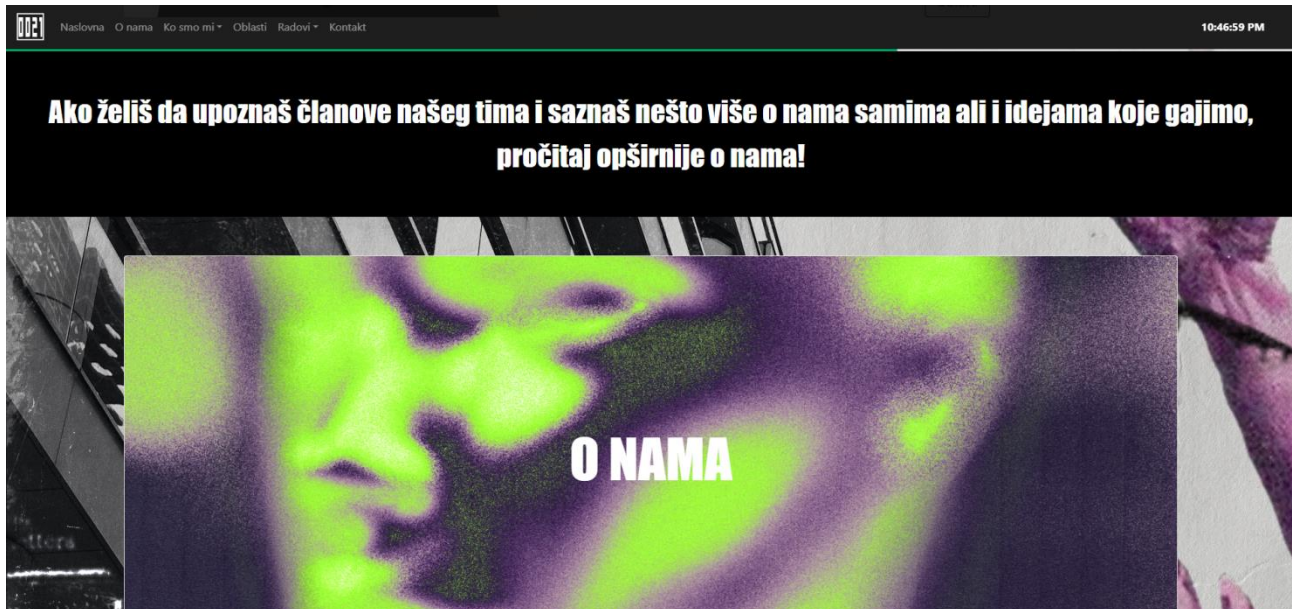 0021
Naslovna O nama Ko smo mi Oblasti Radovi Kontakt
10:46:59 PM
Ako želiš da upoznaš članove našeg tima i saznaš nešto više o nama samima ali i idejama koje gajimo,
pročitaj opširnije o nama!
O NAMA